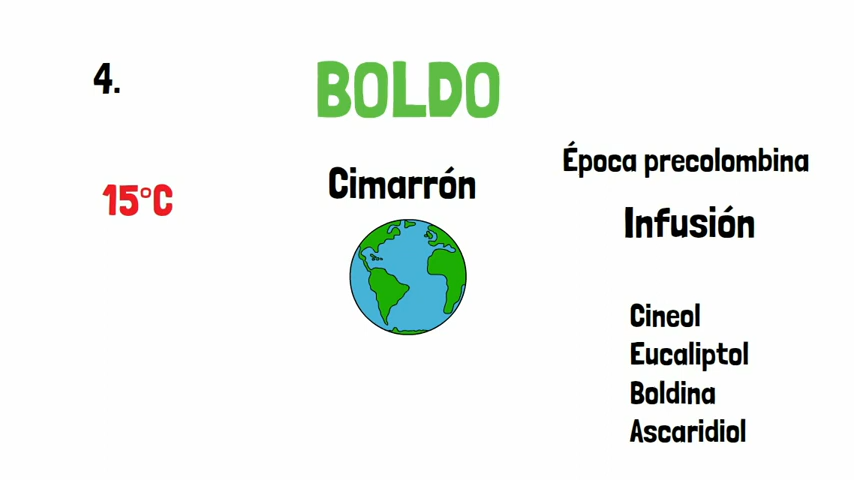 4.
BOLDO
15°C
Cimarrón
Época precolombina
Infusión
Cineol
Eucaliptol
Boldina
Ascaridiol